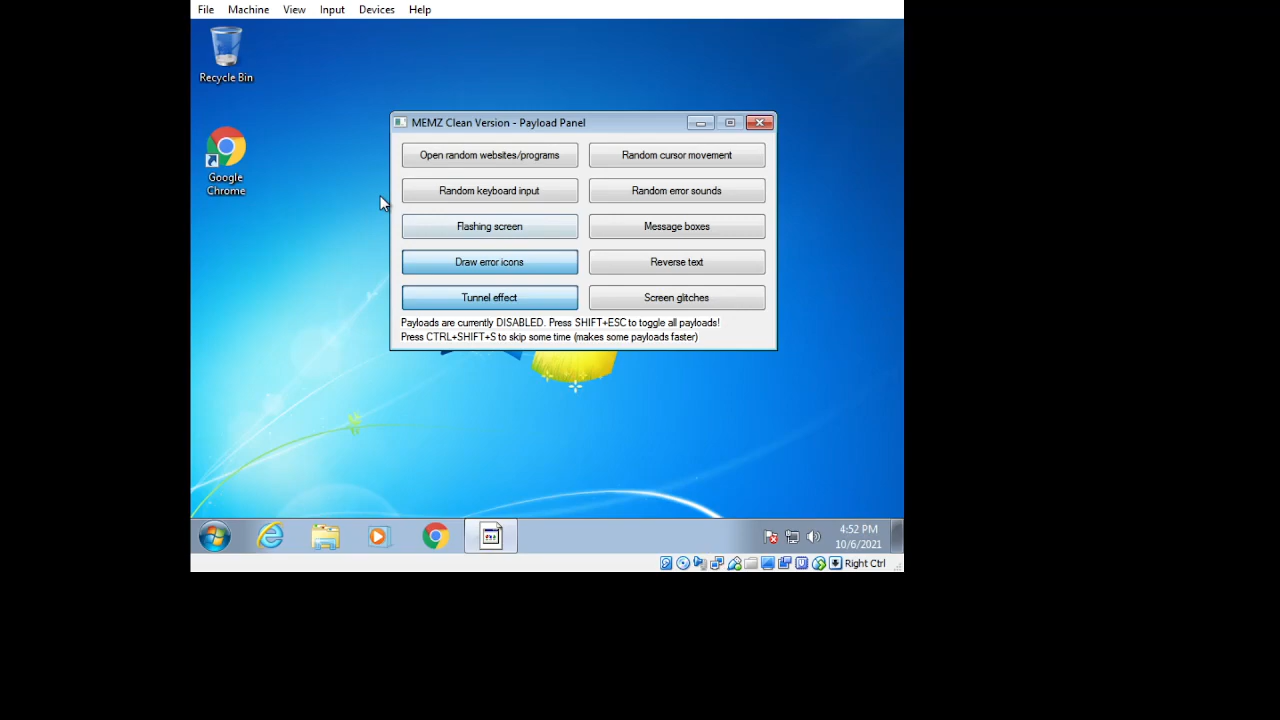 File Machine View Input Devices Help
Recycle Bin
Google
Chrome
MEMZ Clean Version - Payload Panel
Open random websites/programs
Random cursor movement
Random keyboard input
Random error sounds
Flashing screen
Message boxes
Draw error icons
Reverse text
Tunnel effect
Screen glitches
Payloads are currently DISABLED. Press SHIFT+ESC to toggle all payloads!
Press CTRL+SHIFT+S to skip some time (makes some payloads faster)
4:52 PM
10/6/2021
Right Ctrl